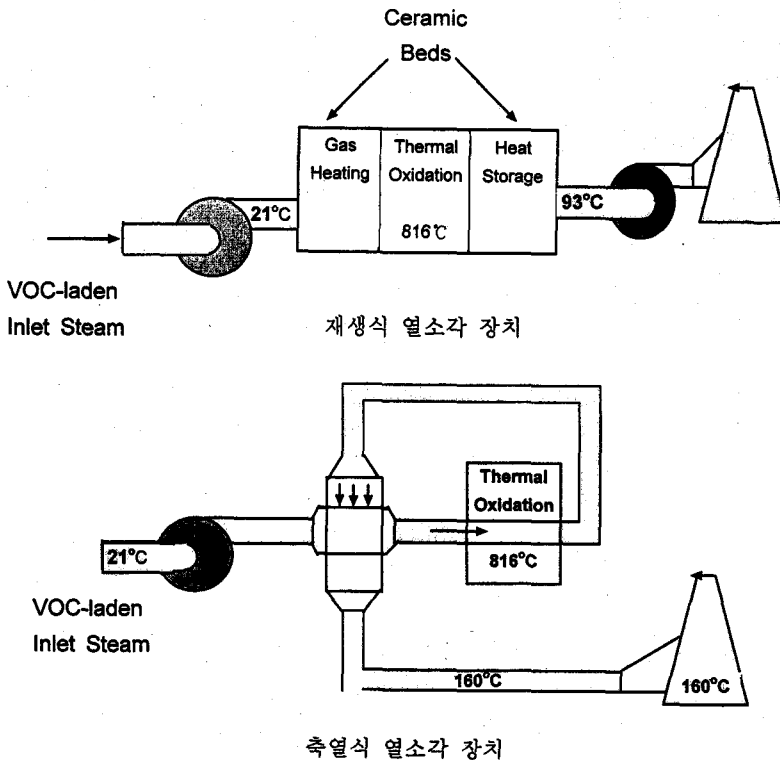 Ceramic
Beds
Gas
Heating
Thermal
Oxidation
816℃
Heat
Storage
21°C
93°C
VOC-laden
Inlet Steam
재생식 열소각 장치
Thermal
Oxidation
816°C
21°C
VOC-laden
Inlet Steam
160°C
160°C
축열식 열소각 장치